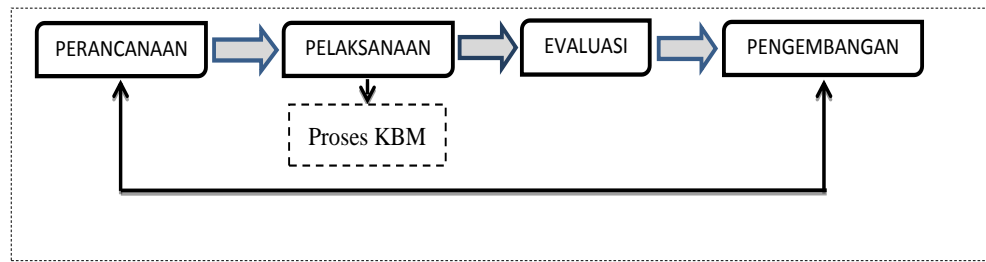 PERANCANAAN
PELAKSANAAN
EVALUASI
PENGEMBANGAN
Proses KBM